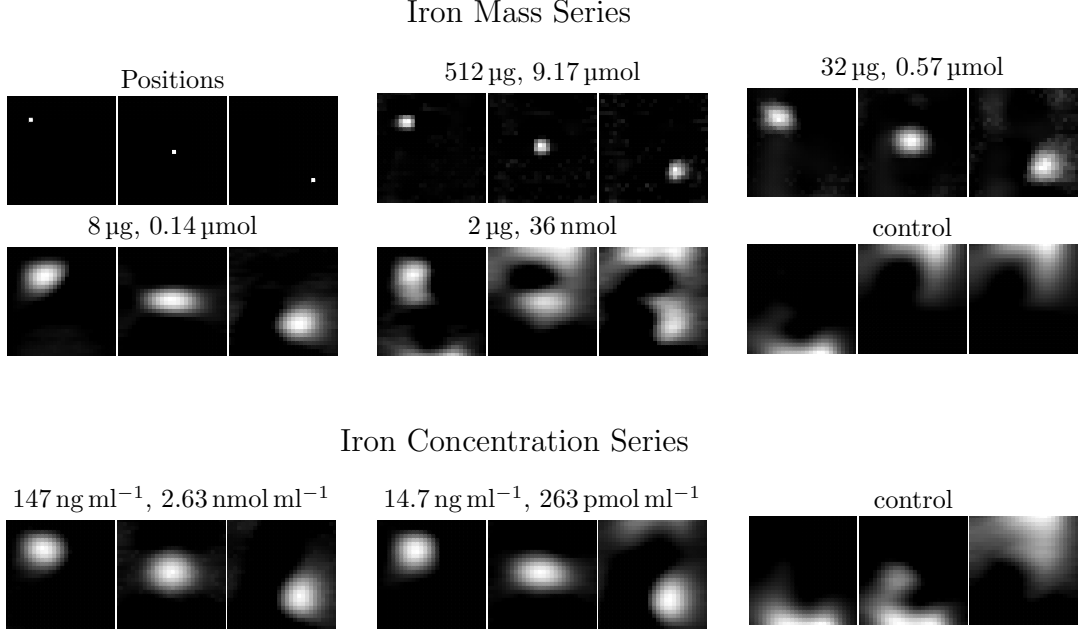 Iron Mass Series
Positions
512 µg, 9.17 µmol
32 µg, 0.57 µmol
8 µg, 0.14 µmol
2 µg, 36 nmol
control
Iron Concentration Series
147 ng ml⁻¹, 2.63 nmol ml⁻¹
14.7 ng ml⁻¹, 263 pmol ml⁻¹
control